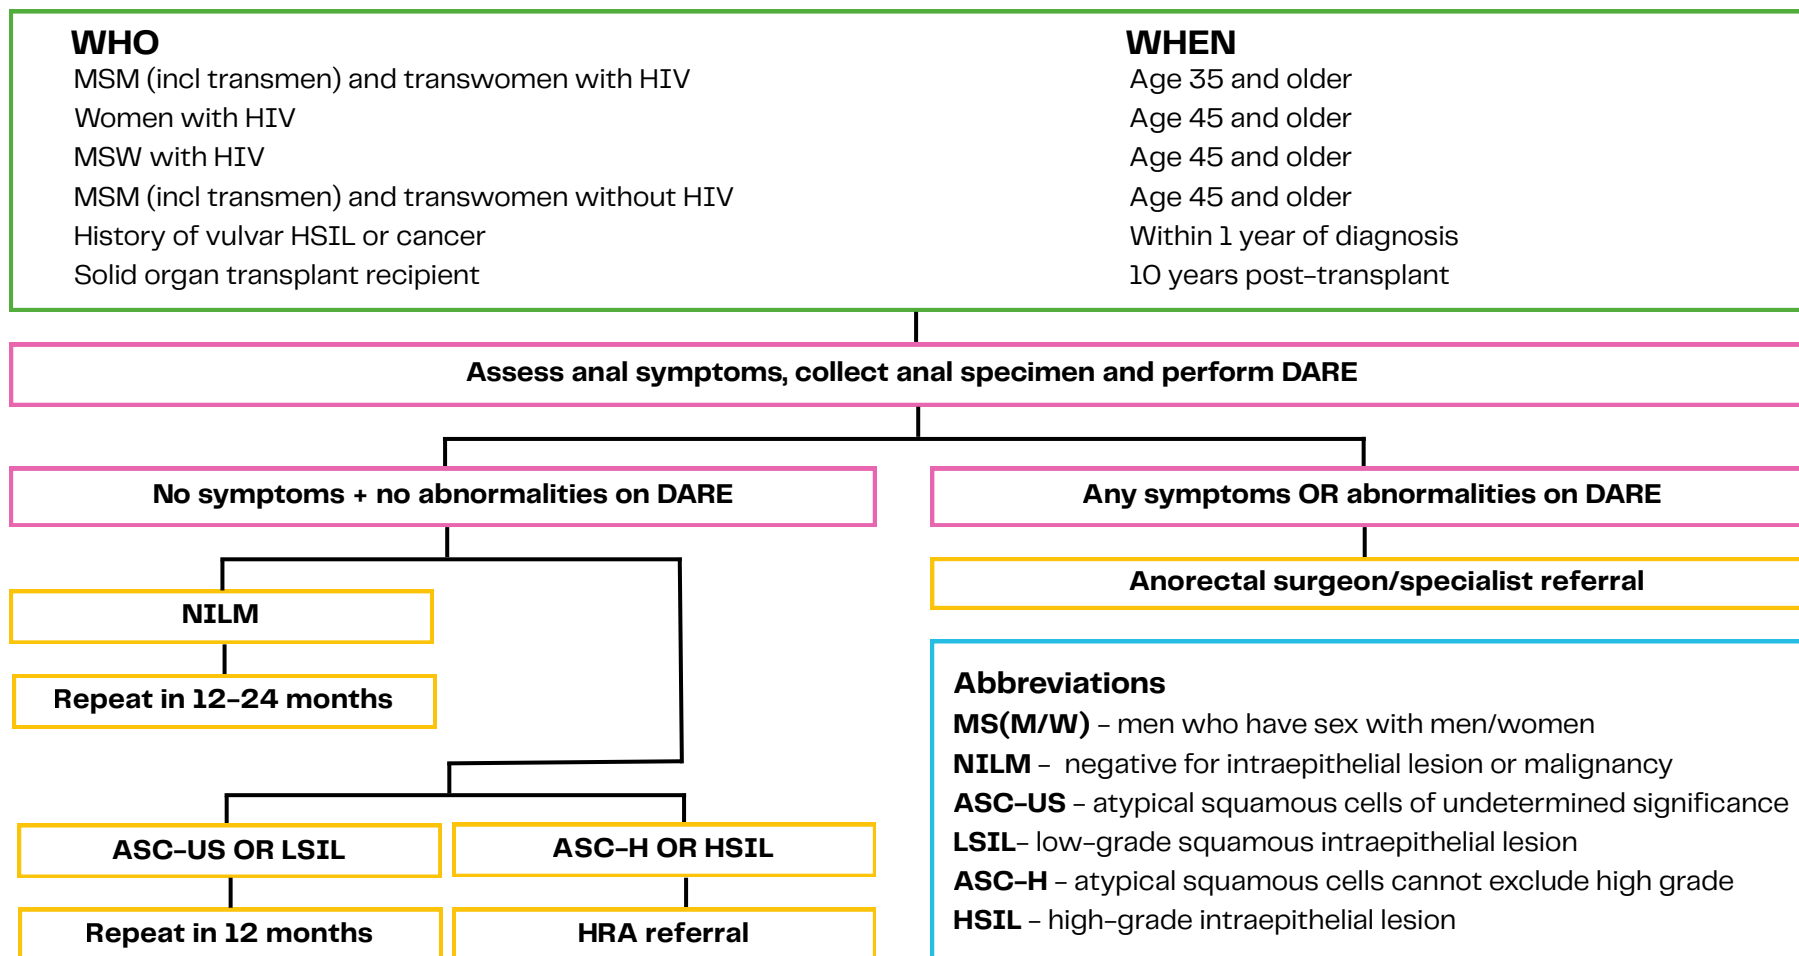 WHO
MSM (incl transmen) and transwomen with HIV
Women with HIV
MSW with HIV
MSM (incl transmen) and transwomen without HIV
History of vulvar HSIL or cancer
Solid organ transplant recipient
WHEN
Age 35 and older
Age 45 and older
Age 45 and older
Age 45 and older
Within 1 year of diagnosis
10 years post-transplant
Assess anal symptoms, collect anal specimen and perform DARE
No symptoms + no abnormalities on DARE
Any symptoms OR abnormalities on DARE
Anorectal surgeon/specialist referral
NILM
Repeat in 12-24 months
ASC-US OR LSIL
ASC-H OR HSIL
Repeat in 12 months
HRA referral
Abbreviations
MS(M/W) - men who have sex with men/women
NILM - negative for intraepithelial lesion or malignancy
ASC-US - atypical squamous cells of undetermined significance
LSIL- low-grade squamous intraepithelial lesion
ASC-H - atypical squamous cells cannot exclude high grade
HSIL - high-grade intraepithelial lesion